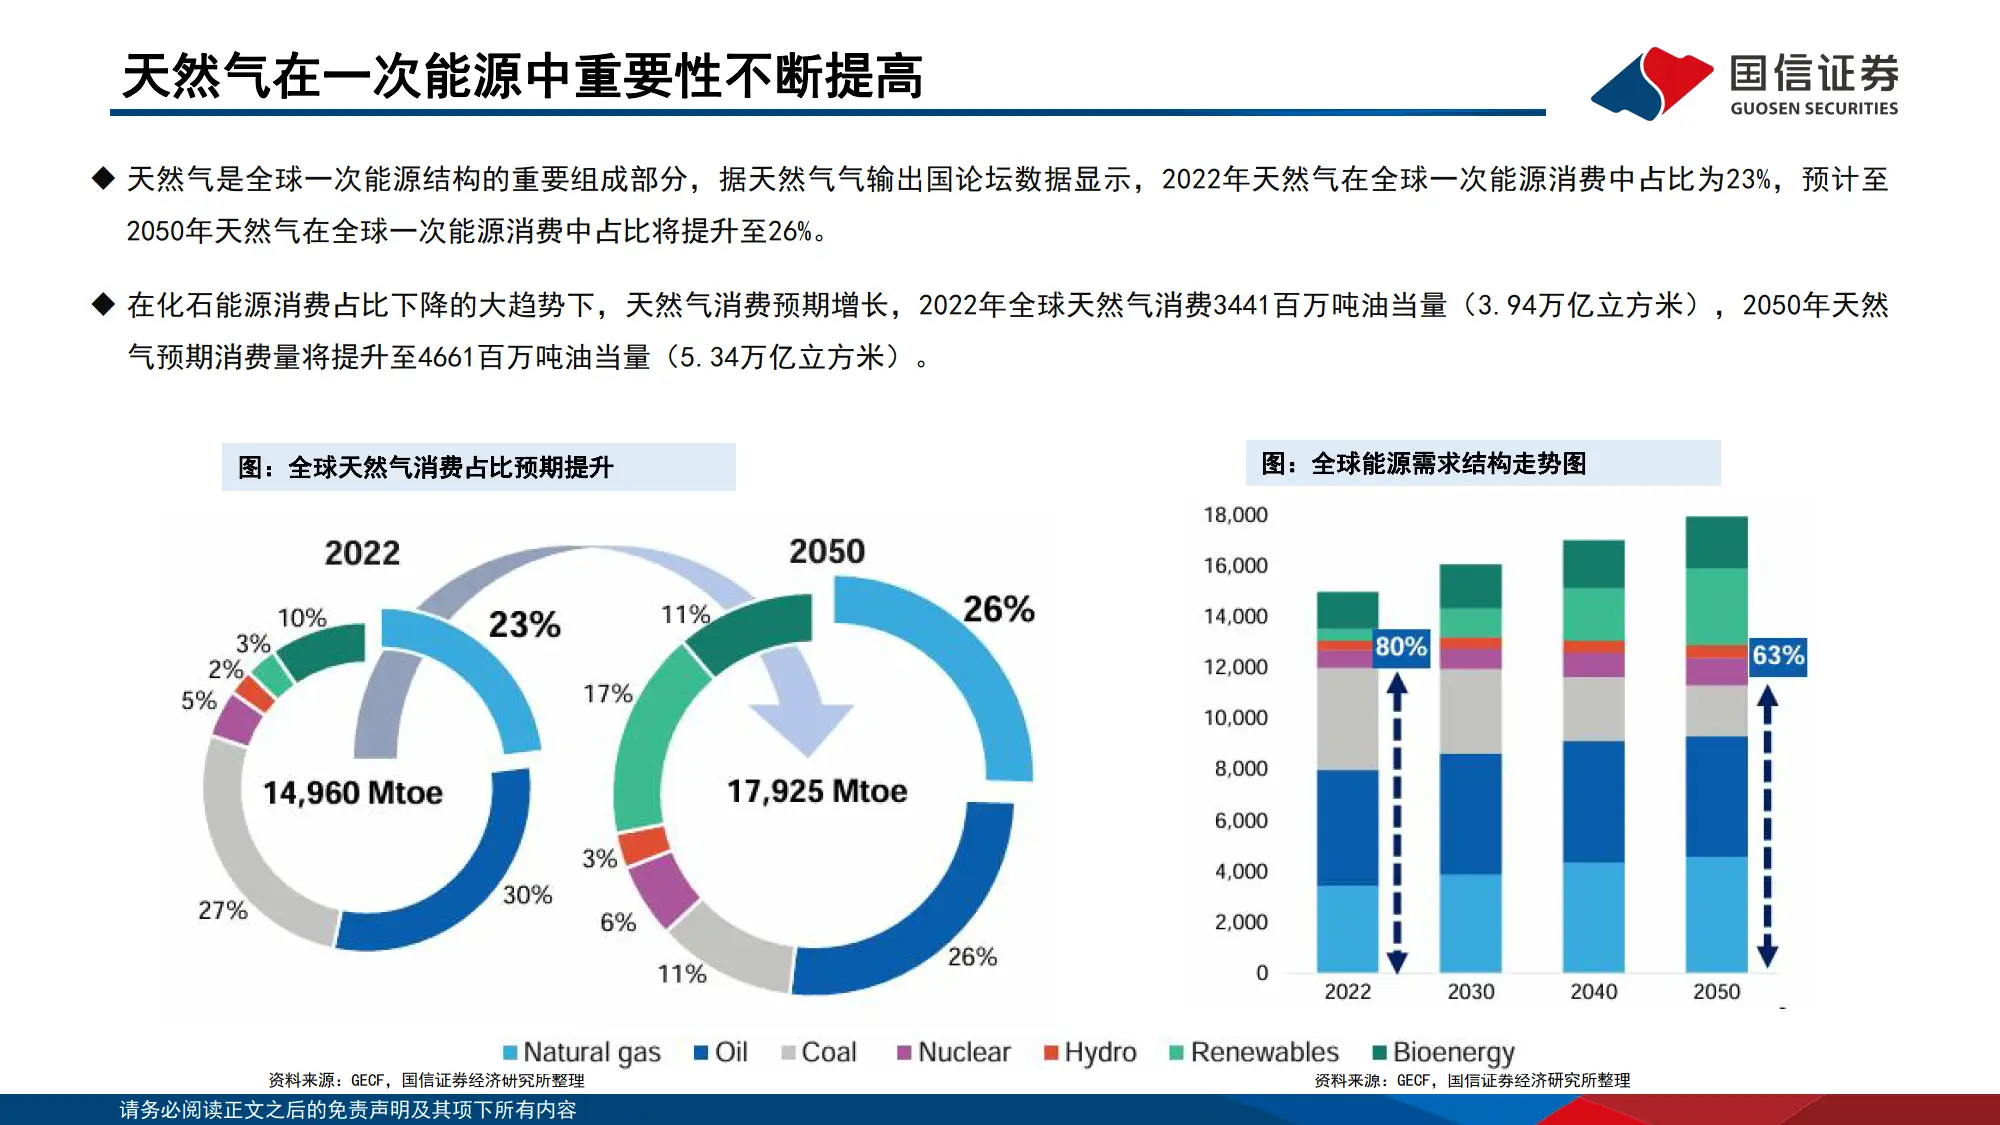 天然气在一次能源中重要性不断提高
国信证券
GUOSEN SECURITIES
天然气是全球一次能源结构的重要组成部分，据天然气气输出国论坛数据显示，2022年天然气在全球一次能源消费中占比为23%，预计至
2050年天然气在全球一次能源消费中占比将提升至26%。
在化石能源消费占比下降的大趋势下，天然气消费预期增长，2022年全球天然气消费3441百万吨油当量（3.94万亿立方米），2050年天然
气预期消费量将提升至4661百万吨油当量（5.34万亿立方米）。
图：全球天然气消费占比预期提升
2022
23%
10%
3%
2%
5%
27%
30%
14,960 Mtoe
2050
26%
11%
17%
3%
6%
11%
26%
17,925 Mtoe
图：全球能源需求结构走势图
18,000
16,000
14,000
12,000
10,000
8,000
6,000
4,000
2,000
0
80%
63%
2022 2030 2040 2050
Natural gas Oil Coal Nuclear Hydro Renewables Bioenergy
资料来源：GECF，国信证券经济研究所整理
资料来源：GECF，国信证券经济研究所整理
请务必阅读正文之后的免责声明及其项下所有内容